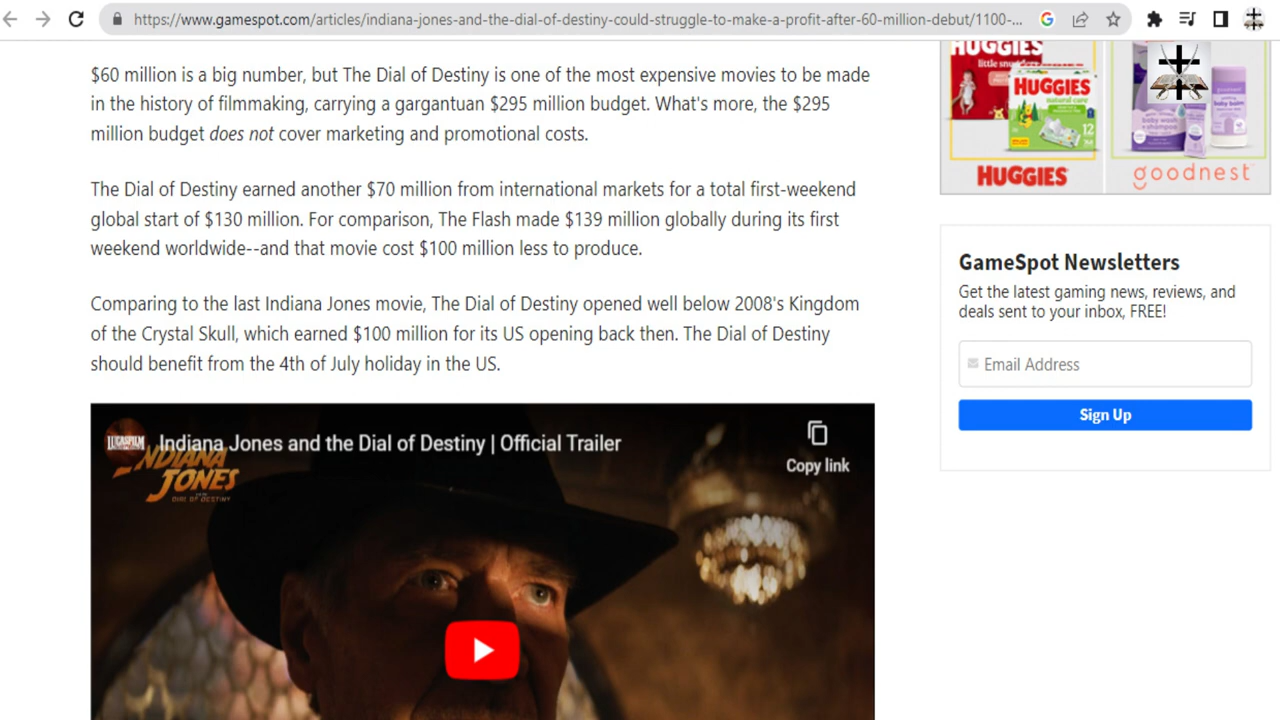 https://www.gamespot.com/articles/indiana-jones-and-the-dial-of-destiny-could-struggle-to-make-a-profit-after-60-million-debut/1100-...
$60 million is a big number, but The Dial of Destiny is one of the most expensive movies to be made
in the history of filmmaking, carrying a gargantuan $295 million budget. What's more, the $295
million budget does not cover marketing and promotional costs.
The Dial of Destiny earned another $70 million from international markets for a total first-weekend
global start of $130 million. For comparison, The Flash made $139 million globally during its first
weekend worldwide--and that movie cost $100 million less to produce.
Comparing to the last Indiana Jones movie, The Dial of Destiny opened well below 2008's Kingdom
of the Crystal Skull, which earned $100 million for its US opening back then. The Dial of Destiny
should benefit from the 4th of July holiday in the US.
LUCASFILM
Indiana Jones and the Dial of Destiny | Official Trailer
Copy link
INDIANA
JONES
DIAL OF DESTINY
HUGGIES
little snugglers
HUGGIES
natural care
12
HUGGIES
baby wash
+ shampoo
baby balm
goodnest
GameSpot Newsletters
Get the latest gaming news, reviews, and
deals sent to your inbox, FREE!
Email Address
Sign Up